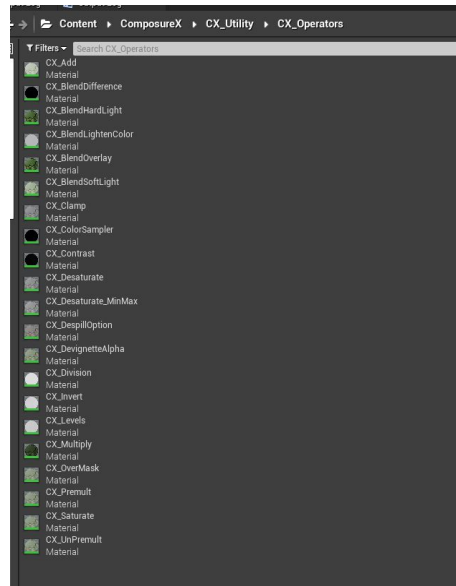 Content ▸ ComposureX ▸ CX_Utility ▸ CX_Operators
Filters
Search CX_Operators
CX_Add
Material
CX_BlendDifference
Material
CX_BlendHardLight
Material
CX_BlendLightenColor
Material
CX_BlendOverlay
Material
CX_BlendSoftLight
Material
CX_Clamp
Material
CX_ColorSampler
Material
CX_Contrast
Material
CX_Desaturate
Material
CX_Desaturate_MinMax
Material
CX_DespillOption
Material
CX_DevignetteAlpha
Material
CX_Division
Material
CX_Invert
Material
CX_Levels
Material
CX_Multiply
Material
CX_OverMask
Material
CX_Premult
Material
CX_Saturate
Material
CX_UnPremult
Material